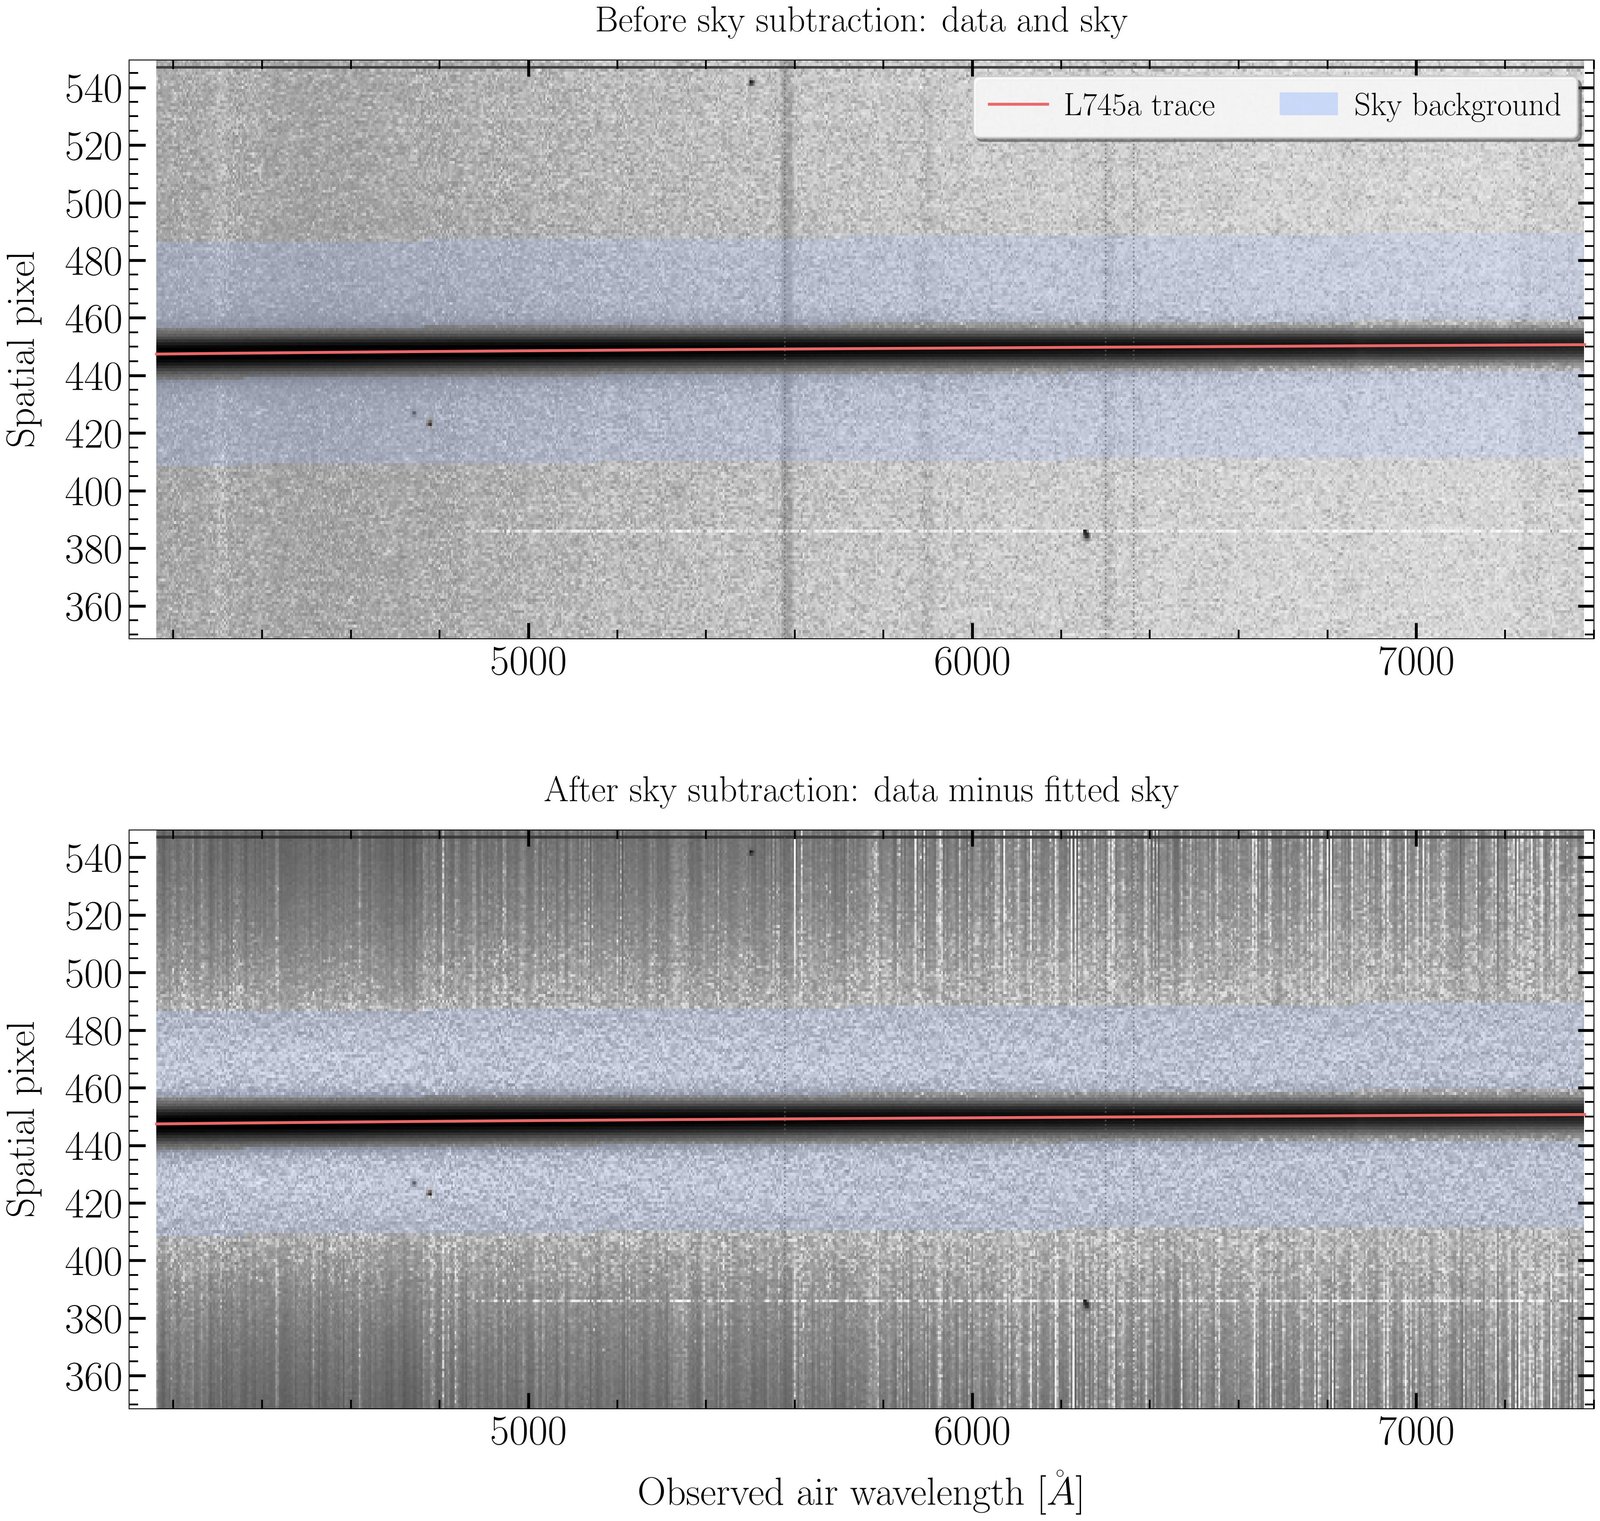 Before sky subtraction: data and sky
L745a trace
Sky background
Spatial pixel
540
520
500
480
460
440
420
400
380
360
5000 6000 7000
After sky subtraction: data minus fitted sky
Spatial pixel
540
520
500
480
460
440
420
400
380
360
5000 6000 7000
Observed air wavelength [Å]